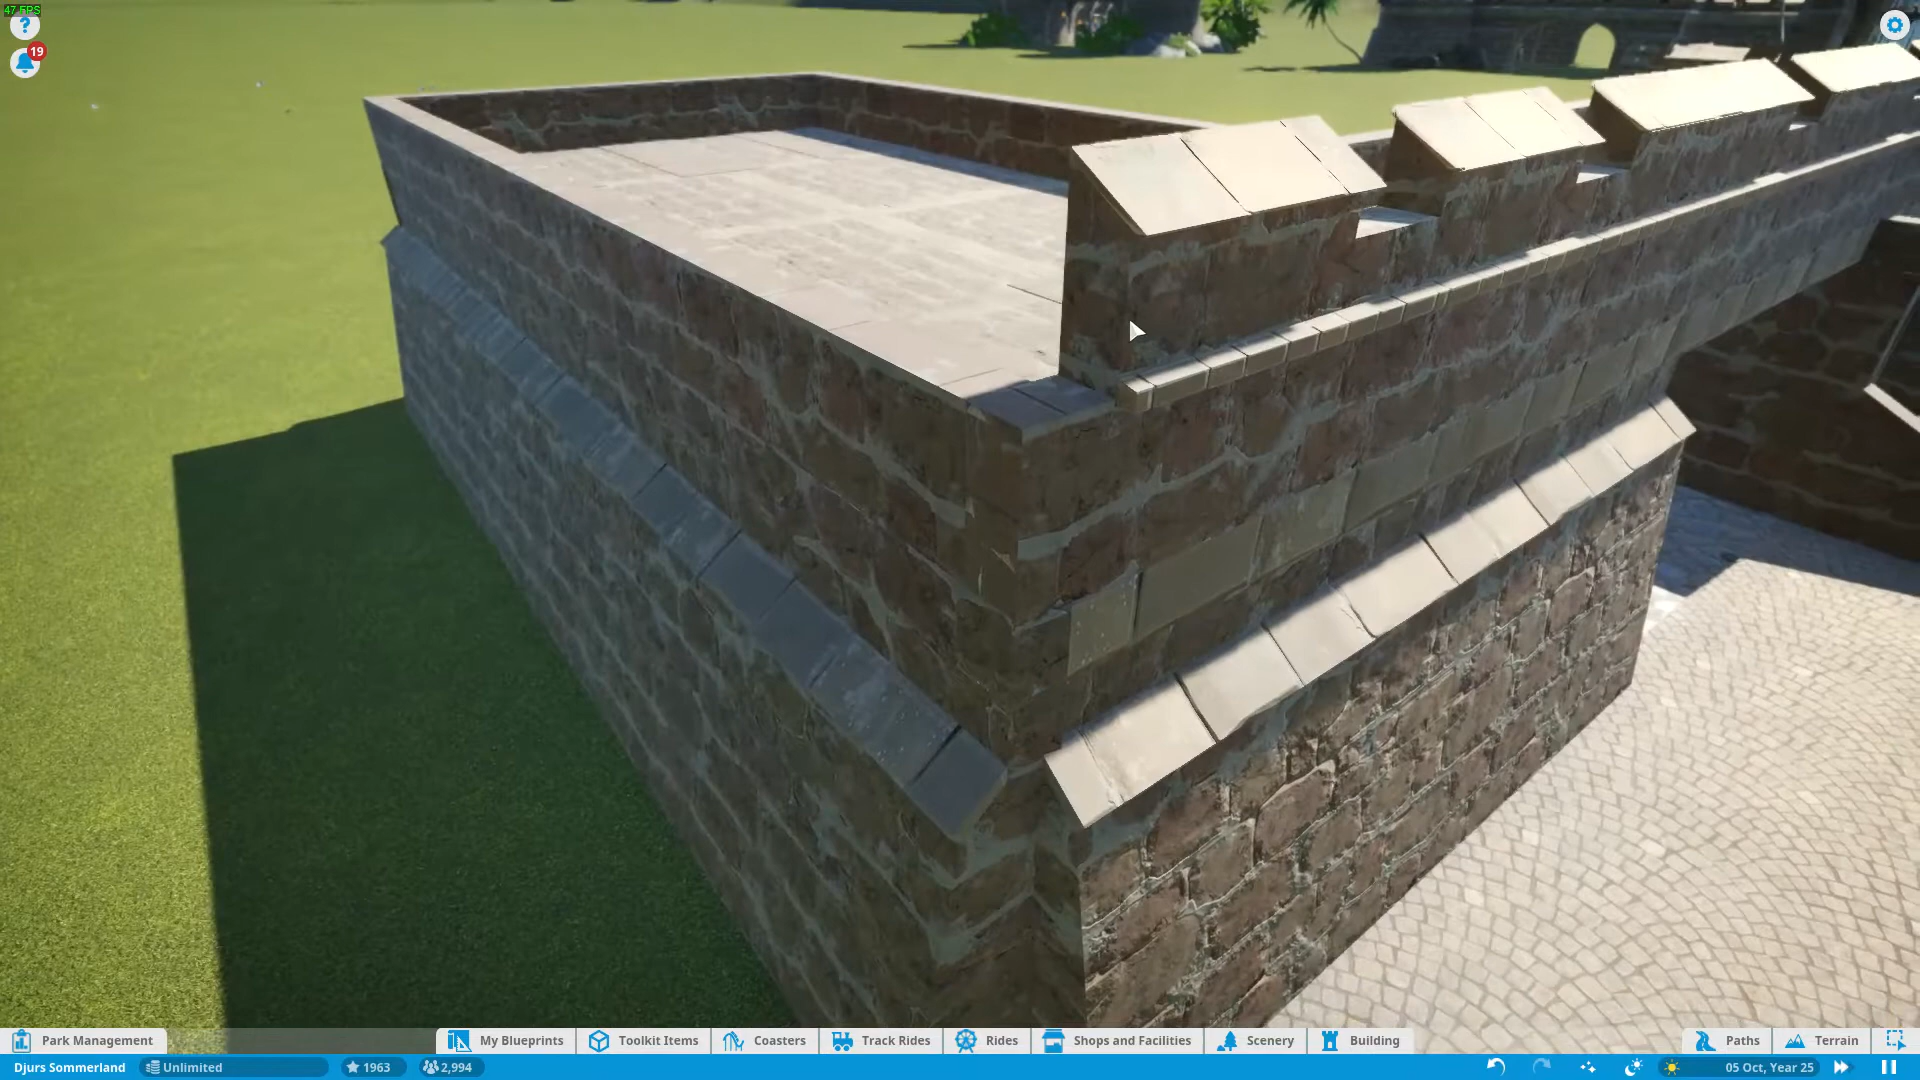 47 FPS
?
19
Park Management
My Blueprints
Toolkit Items
Coasters
Track Rides
Rides
Shops and Facilities
Scenery
Building
Paths
Terrain
Djurs Sommerland
Unlimited
1963
2,994
05 Oct, Year 25